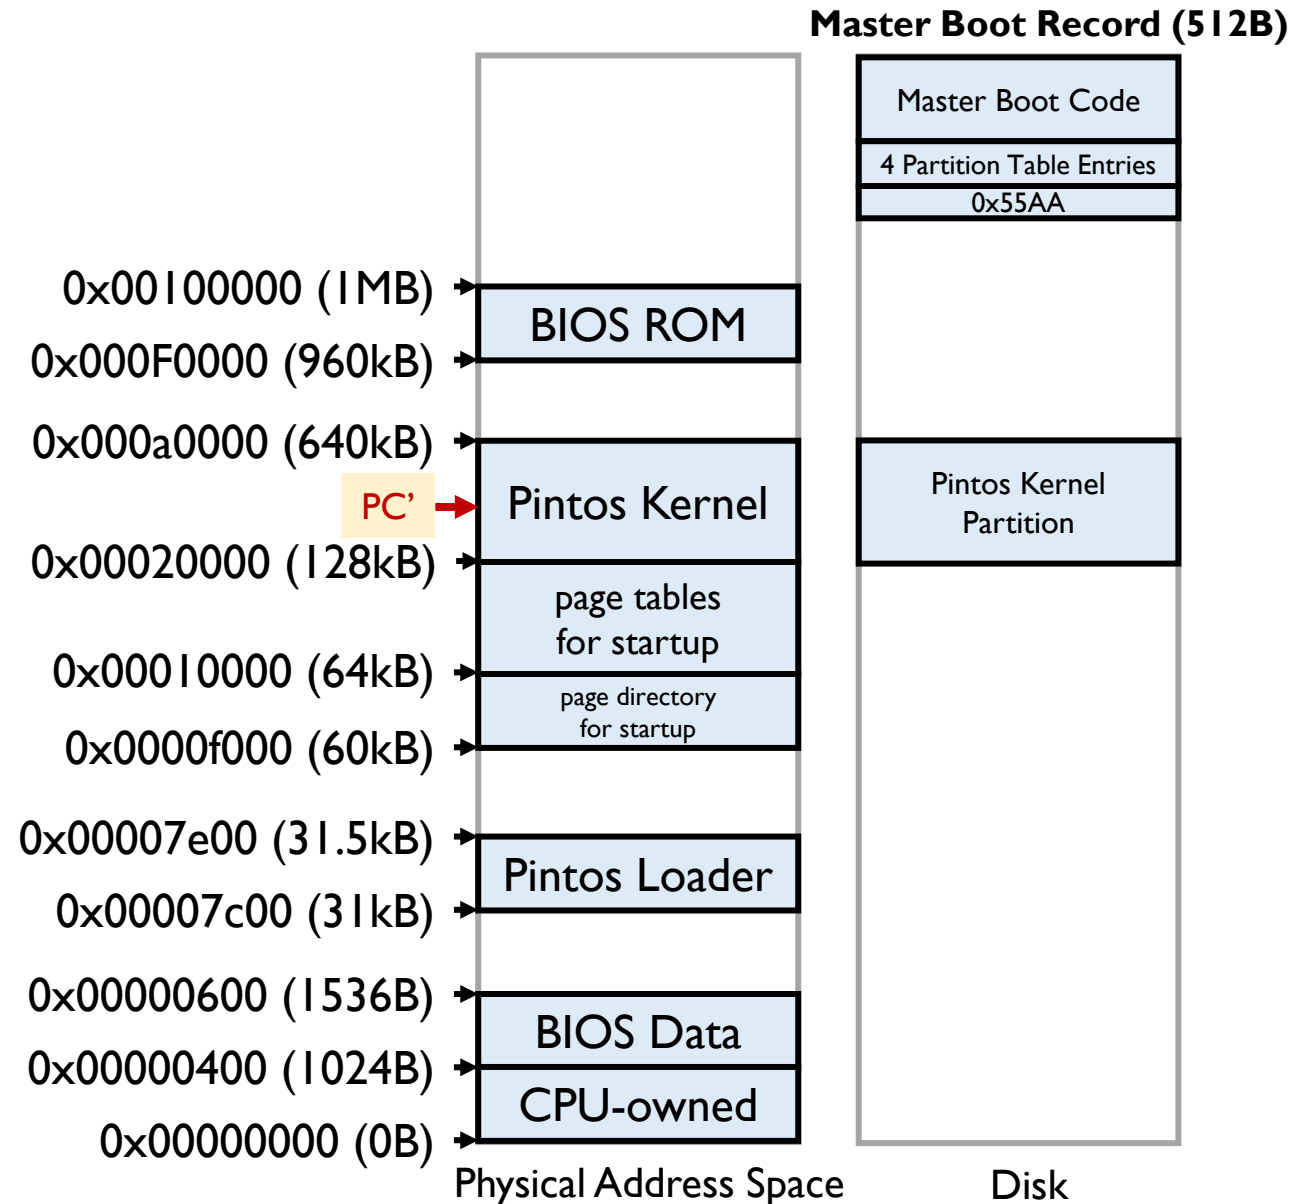 Master Boot Record (512B)
Master Boot Code
4 Partition Table Entries
0x55AA
0x00100000 (1MB)
BIOS ROM
0x000F0000 (960kB)
0x000a0000 (640kB)
PC’
Pintos Kernel
Pintos Kernel
Partition
0x00020000 (128kB)
page tables
for startup
0x00010000 (64kB)
page directory
for startup
0x0000f000 (60kB)
0x00007e00 (31.5kB)
Pintos Loader
0x00007c00 (31kB)
0x00000600 (1536B)
BIOS Data
0x00000400 (1024B)
CPU-owned
0x00000000 (0B)
Physical Address Space
Disk